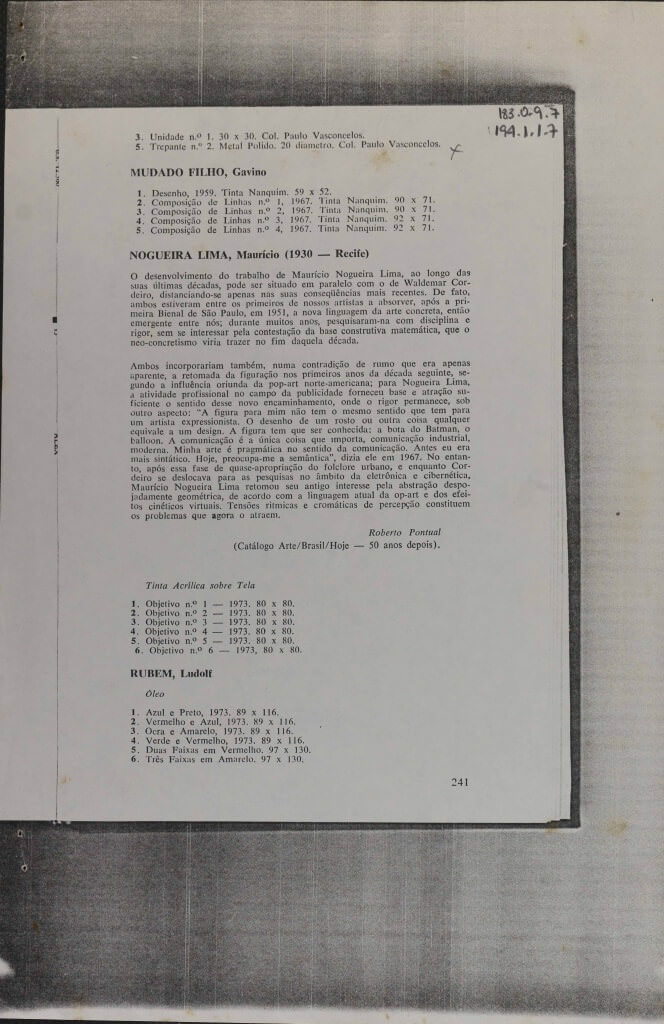 183.0.9.7
194.1.1.7
3. Unidade n.º 1. 30 x 30. Col. Paulo Vasconcelos.
5. Trepante n.º 2. Metal Polido. 20 diametro. Col. Paulo Vasconcelos.
MUDADO FILHO, Gavino
1. Desenho, 1959. Tinta Nanquim. 59 x 52.
2. Composição de Linhas n.º 1, 1967. Tinta Nanquim. 90 x 71.
3. Composição de Linhas n.º 2, 1967. Tinta Nanquim. 90 x 71.
4. Composição de Linhas n.º 3, 1967. Tinta Nanquim. 92 x 71.
5. Composição de Linhas n.º 4, 1967. Tinta Nanquim. 92 x 71.
NOGUEIRA LIMA, Maurício (1930 — Recife)
O desenvolvimento do trabalho de Maurício Nogueira Lima, ao longo das
suas últimas décadas, pode ser situado em paralelo com o de Waldemar Cor-
deiro, distanciando-se apenas nas suas conseqüências mais recentes. De fato,
ambos estiveram entre os primeiros de nossos artistas a absorver, após a pri-
meira Bienal de São Paulo, em 1951, a nova linguagem da arte concreta, então
emergente entre nós; durante muitos anos, pesquisaram-na com disciplina e
rigor, sem se interessar pela contestação da base construtiva matemática, que o
neo-concretismo viria trazer no fim daquela década.
Ambos incorporariam também, numa contradição de rumo que era apenas
aparente, a retomada da figuração nos primeiros anos da década seguinte, se-
gundo a influência oriunda da pop-art norte-americana; para Nogueira Lima,
a atividade profissional no campo da publicidade forneceu base e atração su-
ficiente o sentido desse novo encaminhamento, onde o rigor permanece, sob
outro aspecto: "A figura para mim não tem o mesmo sentido que tem para
um artista expressionista. O desenho de um rosto ou outra coisa qualquer
equivale a um design. A figura tem que ser conhecida: a bota do Batman, o
balloon. A comunicação é a única coisa que importa, comunicação industrial,
moderna. Minha arte é pragmática no sentido da comunicação. Antes eu era
mais sintático. Hoje, preocupa-me a semântica", dizia ele em 1967. No entan-
to, após essa fase de quase-apropriação do folclore urbano, e enquanto Cor-
deiro se deslocava para as pesquisas no âmbito da eletrônica e cibernética,
Maurício Nogueira Lima retomou seu antigo interesse pela abstração despo-
jadamente geométrica, de acordo com a linguagem atual da op-art e dos efei-
tos cinéticos virtuais. Tensões rítmicas e cromáticas de percepção constituem
os problemas que agora o atraem.
Roberto Pontual
(Catálogo Arte/Brasil/Hoje — 50 anos depois).
Tinta Acrílica sobre Tela
1. Objetivo n.º 1 — 1973. 80 x 80.
2. Objetivo n.º 2 — 1973. 80 x 80.
3. Objetivo n.º 3 — 1973. 80 x 80.
4. Objetivo n.º 4 — 1973. 80 x 80.
5. Objetivo n.º 5 — 1973. 80 x 80.
6. Objetivo n.º 6 — 1973, 80 x 80.
RUBEM, Ludolf
Óleo
1. Azul e Preto, 1973. 89 x 116.
2. Vermelho e Azul, 1973. 89 x 116.
3. Ocra e Amarelo, 1973. 89 x 116.
4. Verde e Vermelho, 1973. 89 x 116.
5. Duas Faixas em Vermelho. 97 x 130.
6. Três Faixas em Amarelo. 97 x 130.
241